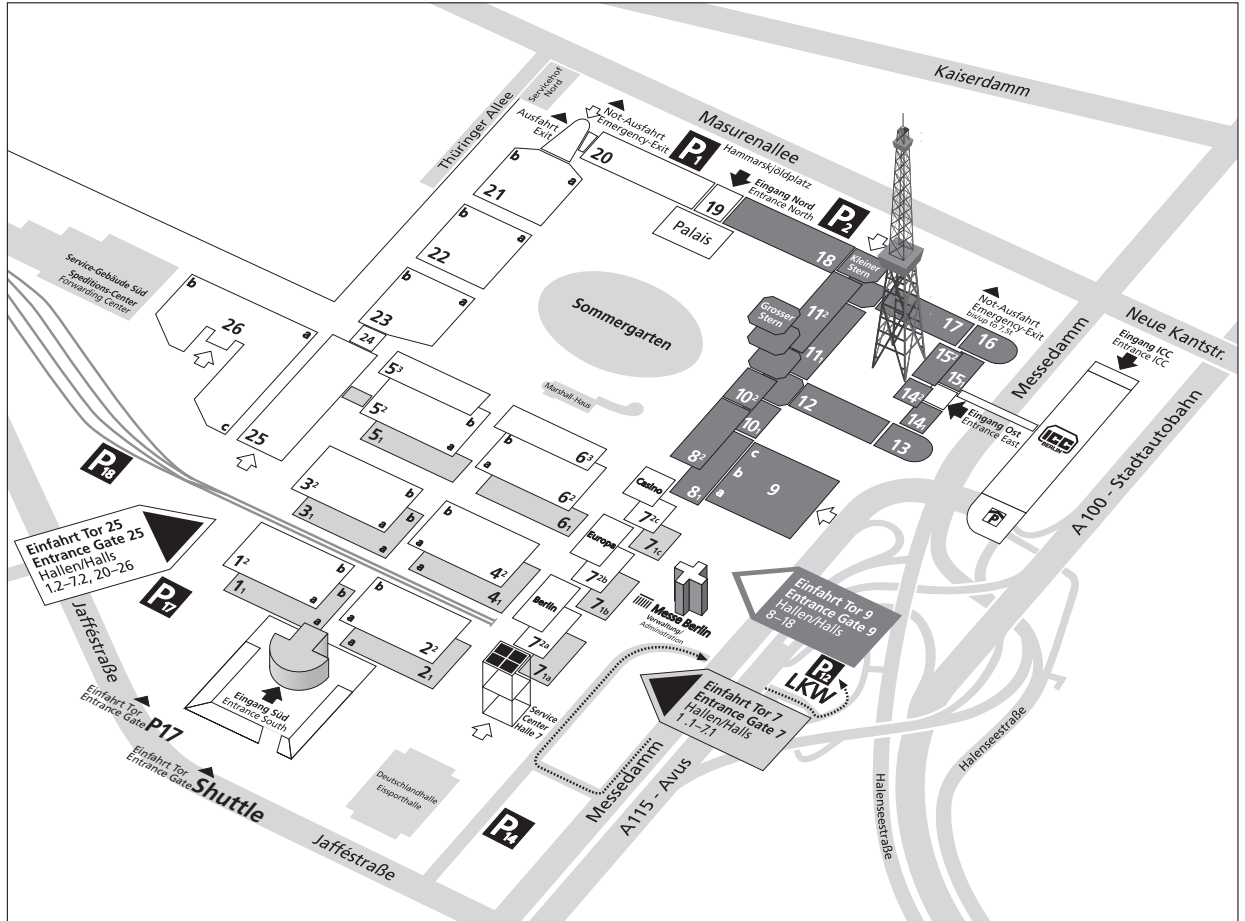 Kaiserdamm
Masurenallee
Hammarskjöldplatz
Thüringer Allee
Servicehof
Nord
Ausfahrt
Exit
Not-Ausfahrt
Emergency-Exit
P1
Eingang Nord
Entrance North
P2
20
19
Palais
18
Kleiner
Stern
b
a
21
b
a
22
b
a
23
24
Service-Gebäude Süd
Speditions-Center
Forwarding Center
b
26
a
c
25
Sommergarten
Marshall-Haus
Grosser
Stern
11²
11₁
17
16
Not-Ausfahrt
Emergency-Exit
bis/up to 7,5t
15²
15₁
14²
14₁
Eingang Ost
Entrance East
Messedamm
Neue Kantstr.
Eingang ICC
Entrance ICC
ICC
BERLIN
P
A 100 - Stadtautobahn
12
13
10²
10₁
8²
8₁
c
b
a
9
5³
5²
b
a
5₁
6³
b
a
6²
6₁
3²
b
a
3₁
b
a
b
a
4²
a
4₁
1²
b
a
1₁
b
a
b
a
2²
a
2₁
Casino
7²c
7₁c
Europa
7²b
7₁b
Berlin
7²a
7₁a
Messe Berlin
Verwaltung/
Administration
Service
Center
Halle 7
P18
Einfahrt Tor 25
Entrance Gate 25
Hallen/Halls
1.2–7.2, 20–26
P17
Jafféstraße
Eingang Süd
Entrance South
Einfahrt Tor
Entrance Gate
P17
Einfahrt Tor
Entrance Gate
Shuttle
Jafféstraße
Deutschlandhalle
Eissporthalle
P14
Messedamm
A115 - Avus
Einfahrt Tor 9
Entrance Gate 9
Hallen/Halls
8–18
P12
LKW
Einfahrt Tor 7
Entrance Gate 7
Hallen/Halls
1.1–7.1
Halenseestraße
Halenseestraße